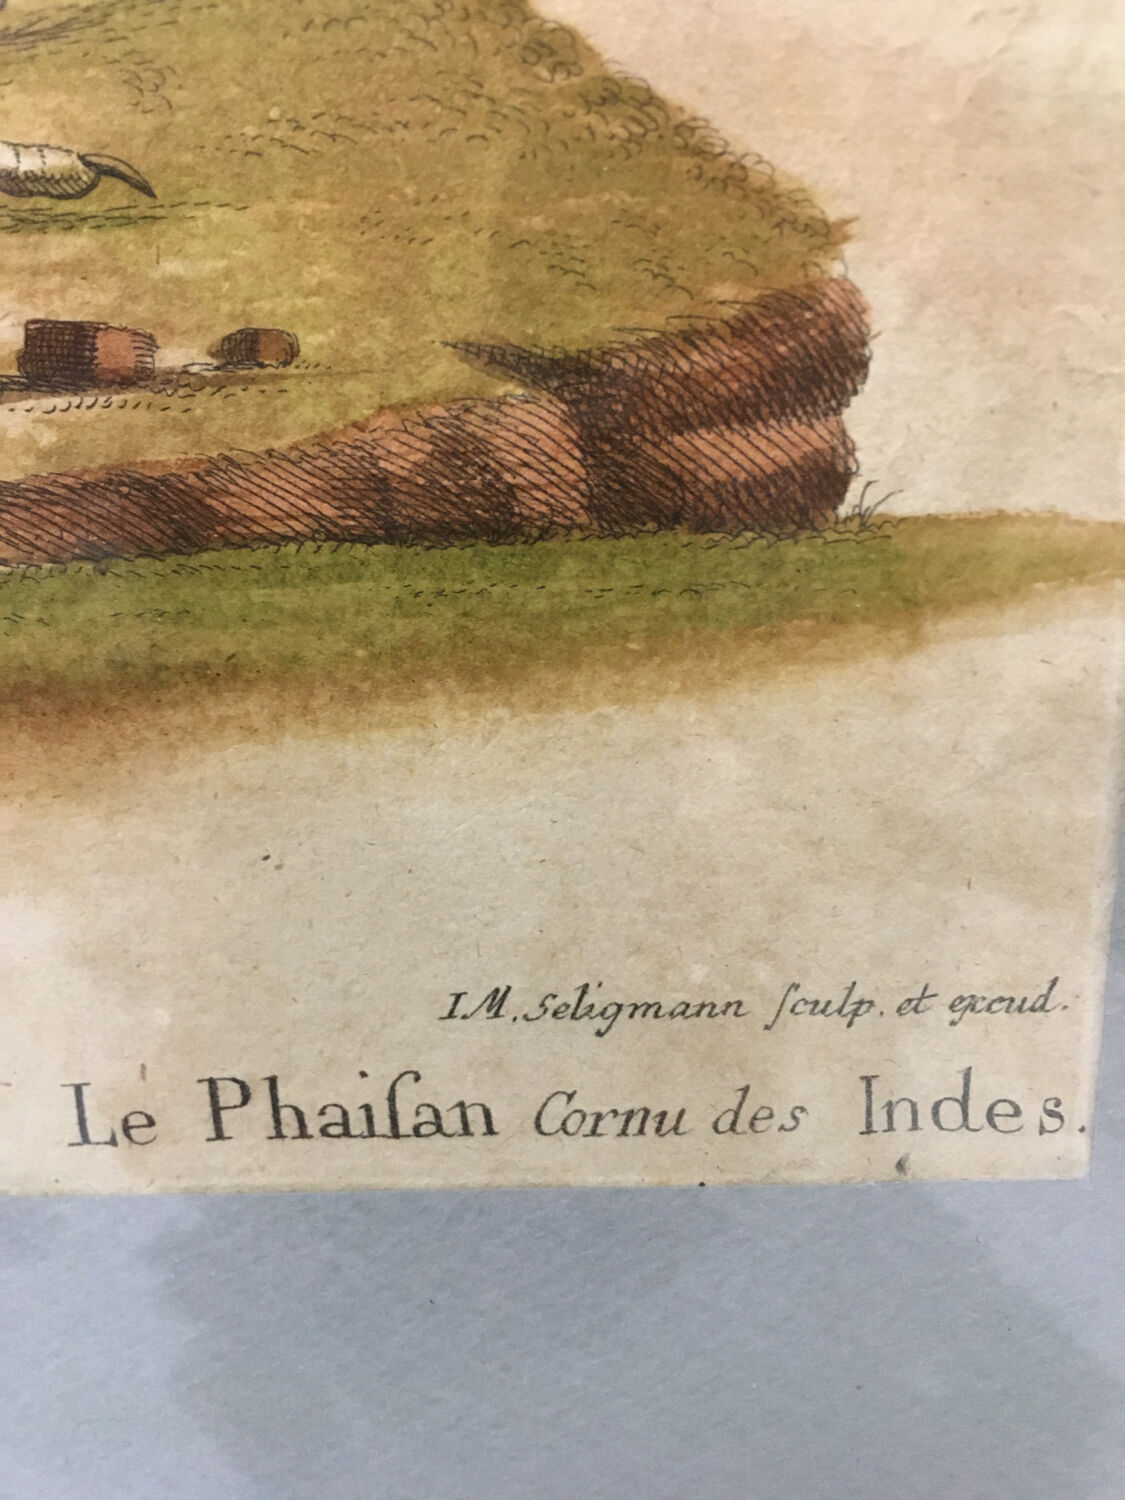 I M. Seligmann ſculp. et excud.
Le Phaiſan Cornu des Indes.